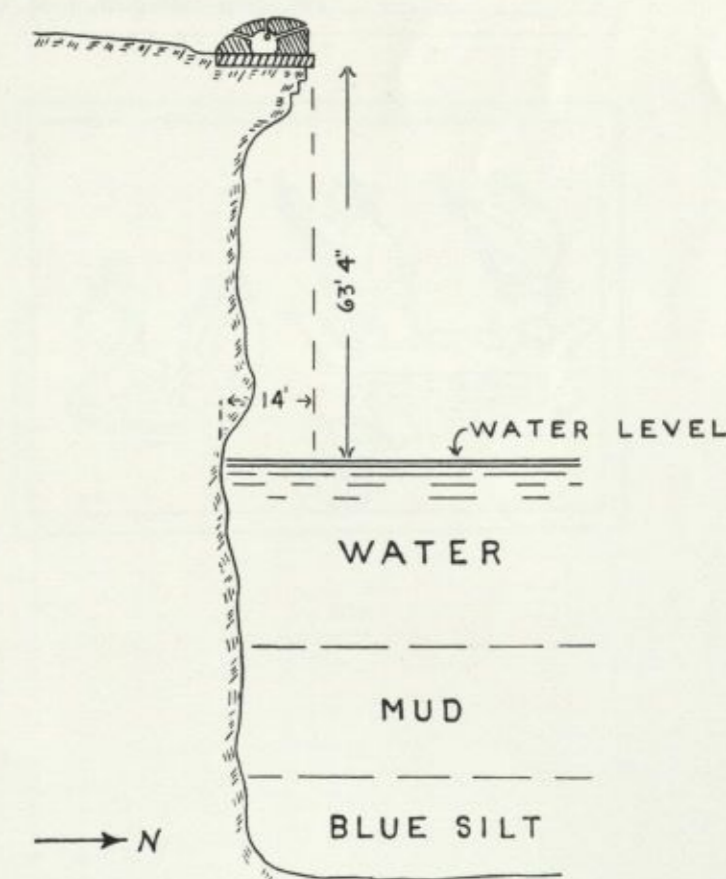 63' 4"
14'
WATER LEVEL
WATER
MUD
BLUE SILT
N